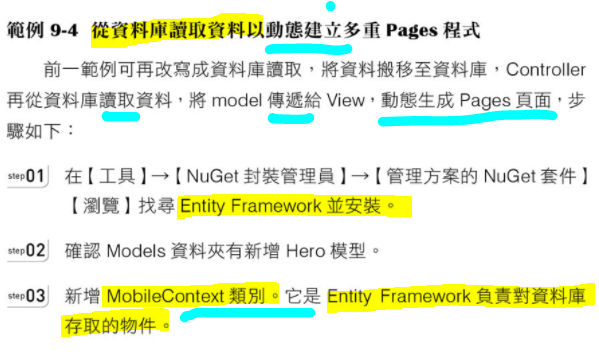 範例 9-4 從資料庫讀取資料以動態建立多重 Pages 程式
前一範例可再改寫成資料庫讀取，將資料搬移至資料庫，Controller
再從資料庫讀取資料，將 model 傳遞給 View，動態生成 Pages 頁面，步
驟如下：
step01 在【工具】→【NuGet 封裝管理員】→【管理方案的 NuGet 套件】
【瀏覽】找尋 Entity Framework 並安裝。
step02 確認 Models 資料夾有新增 Hero 模型。
step03 新增 MobileContext 類別。它是 Entity Framework 負責對資料庫
存取的物件。